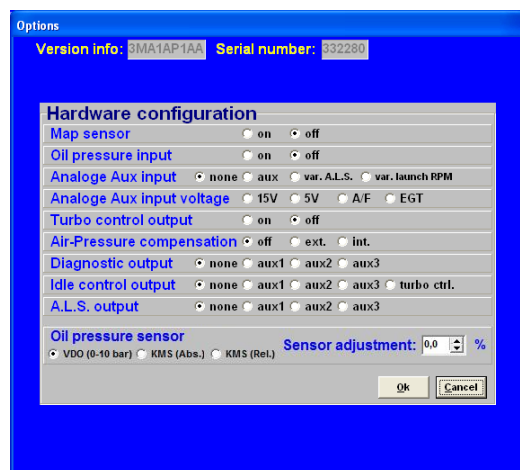 Options
Version info: 3MA1AP1AA Serial number: 332280
Hardware configuration
Map sensor on off
Oil pressure input on off
Analoge Aux input none aux var. A.L.S. var. launch RPM
Analoge Aux input voltage 15V 5V A/F EGT
Turbo control output on off
Air-Pressure compensation off ext. int.
Diagnostic output none aux1 aux2 aux3
Idle control output none aux1 aux2 aux3 turbo ctrl.
A.L.S. output none aux1 aux2 aux3
Oil pressure sensor
Sensor adjustment: 0,0 %
VDO (0-10 bar) KMS (Abs.) KMS (Rel.)
Ok Cancel